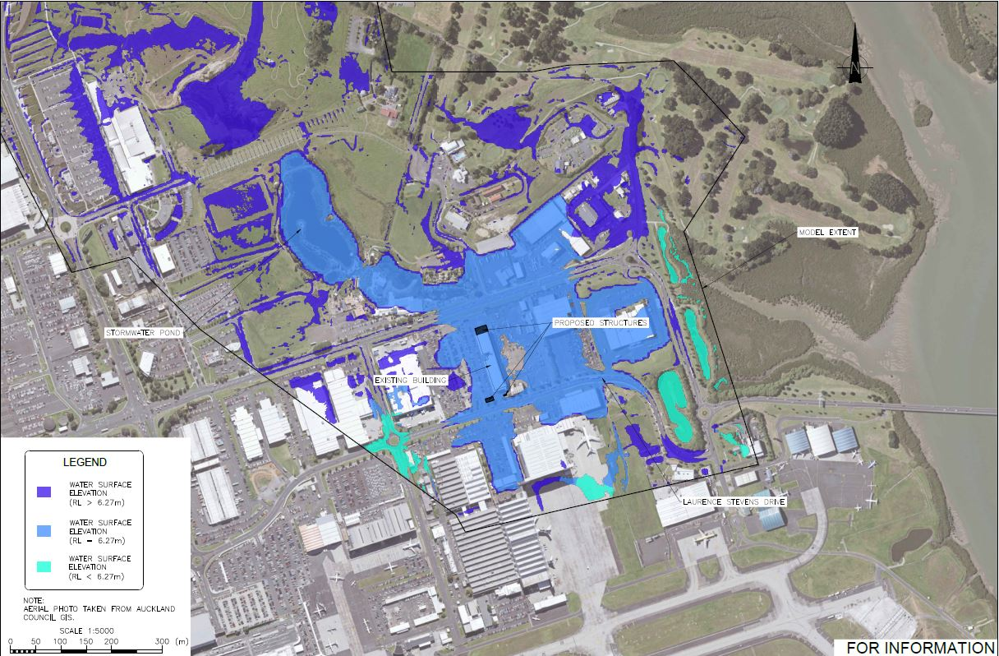 N
MODEL EXTENT
STORMWATER POND
PROPOSED STRUCTURES
EXISTING BUILDING
LAURENCE STEVENS DRIVE
LEGEND
WATER SURFACE
ELEVATION
(RL > 6.27m)
WATER SURFACE
ELEVATION
(RL = 6.27m)
WATER SURFACE
ELEVATION
(RL < 6.27m)
NOTE:
AERIAL PHOTO TAKEN FROM AUCKLAND
COUNCIL GIS.
SCALE 1:5000
0 50 100 150 200 300 (m)
FOR INFORMATION